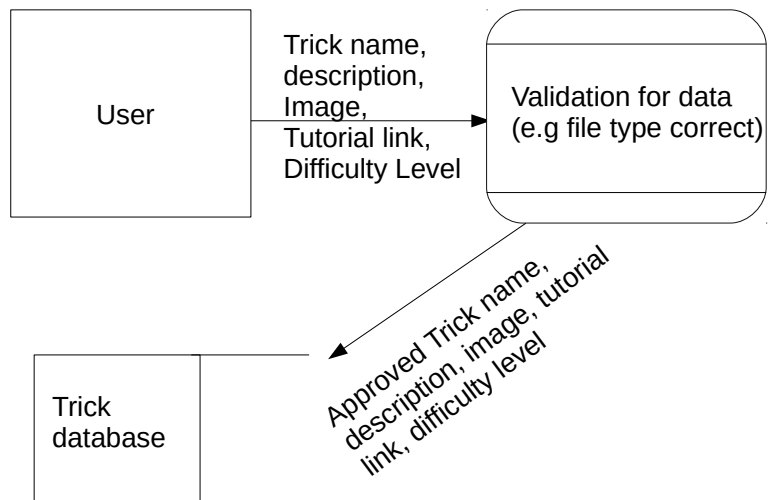 User
Trick name,
description,
Image,
Tutorial link,
Difficulty Level
Validation for data
(e.g file type correct)
Approved Trick name,
description, image, tutorial
link, difficulty level
Trick
database